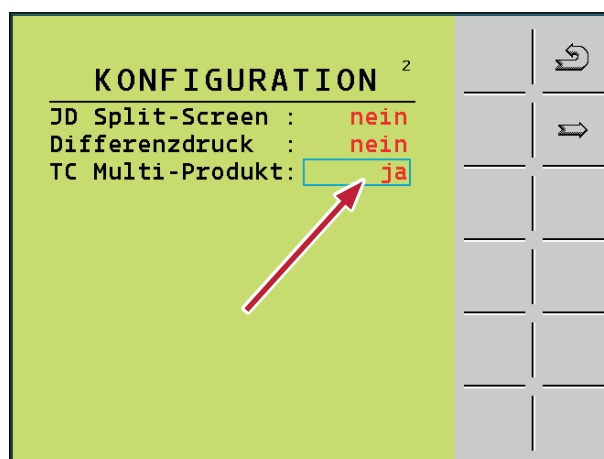 KONFIGURATION 2
JD Split-Screen : nein
Differenzdruck : nein
TC Multi-Produkt: ja